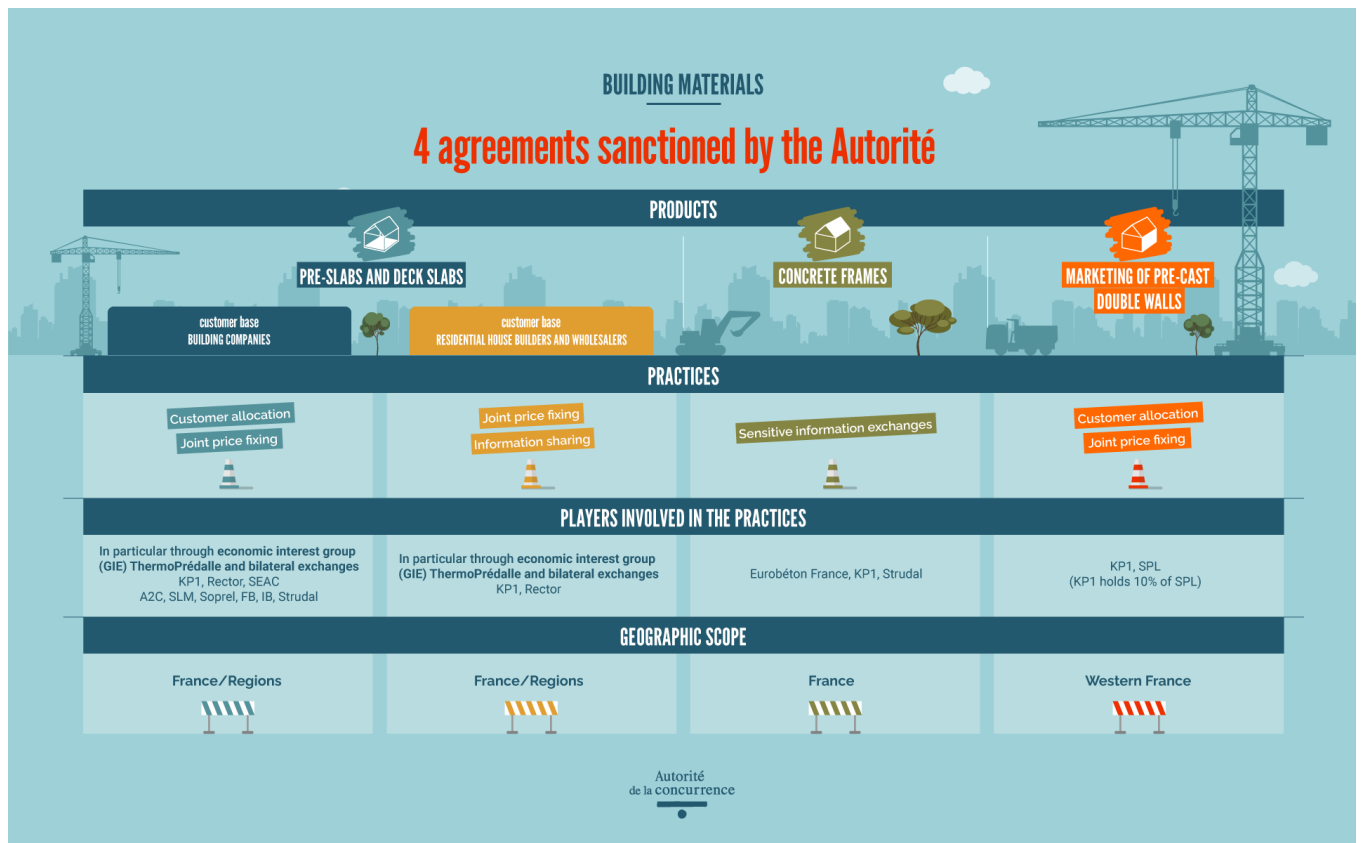 BUILDING MATERIALS
4 agreements sanctioned by the Autorité
PRODUCTS
PRE-SLABS AND DECK SLABS
customer base
BUILDING COMPANIES
customer base
RESIDENTIAL HOUSE BUILDERS AND WHOLESALERS
CONCRETE FRAMES
MARKETING OF PRE-CAST
DOUBLE WALLS
PRACTICES
Customer allocation
Joint price fixing
Joint price fixing
Information sharing
Sensitive information exchanges
Customer allocation
Joint price fixing
PLAYERS INVOLVED IN THE PRACTICES
In particular through economic interest group
(GIE) ThermoPrédalle and bilateral exchanges
KP1, Rector, SEAC
A2C, SLM, Soprel, FB, IB, Strudal
In particular through economic interest group
(GIE) ThermoPrédalle and bilateral exchanges
KP1, Rector
Eurobéton France, KP1, Strudal
KP1, SPL
(KP1 holds 10% of SPL)
GEOGRAPHIC SCOPE
France/Regions
France/Regions
France
Western France
Autorité
de la concurrence